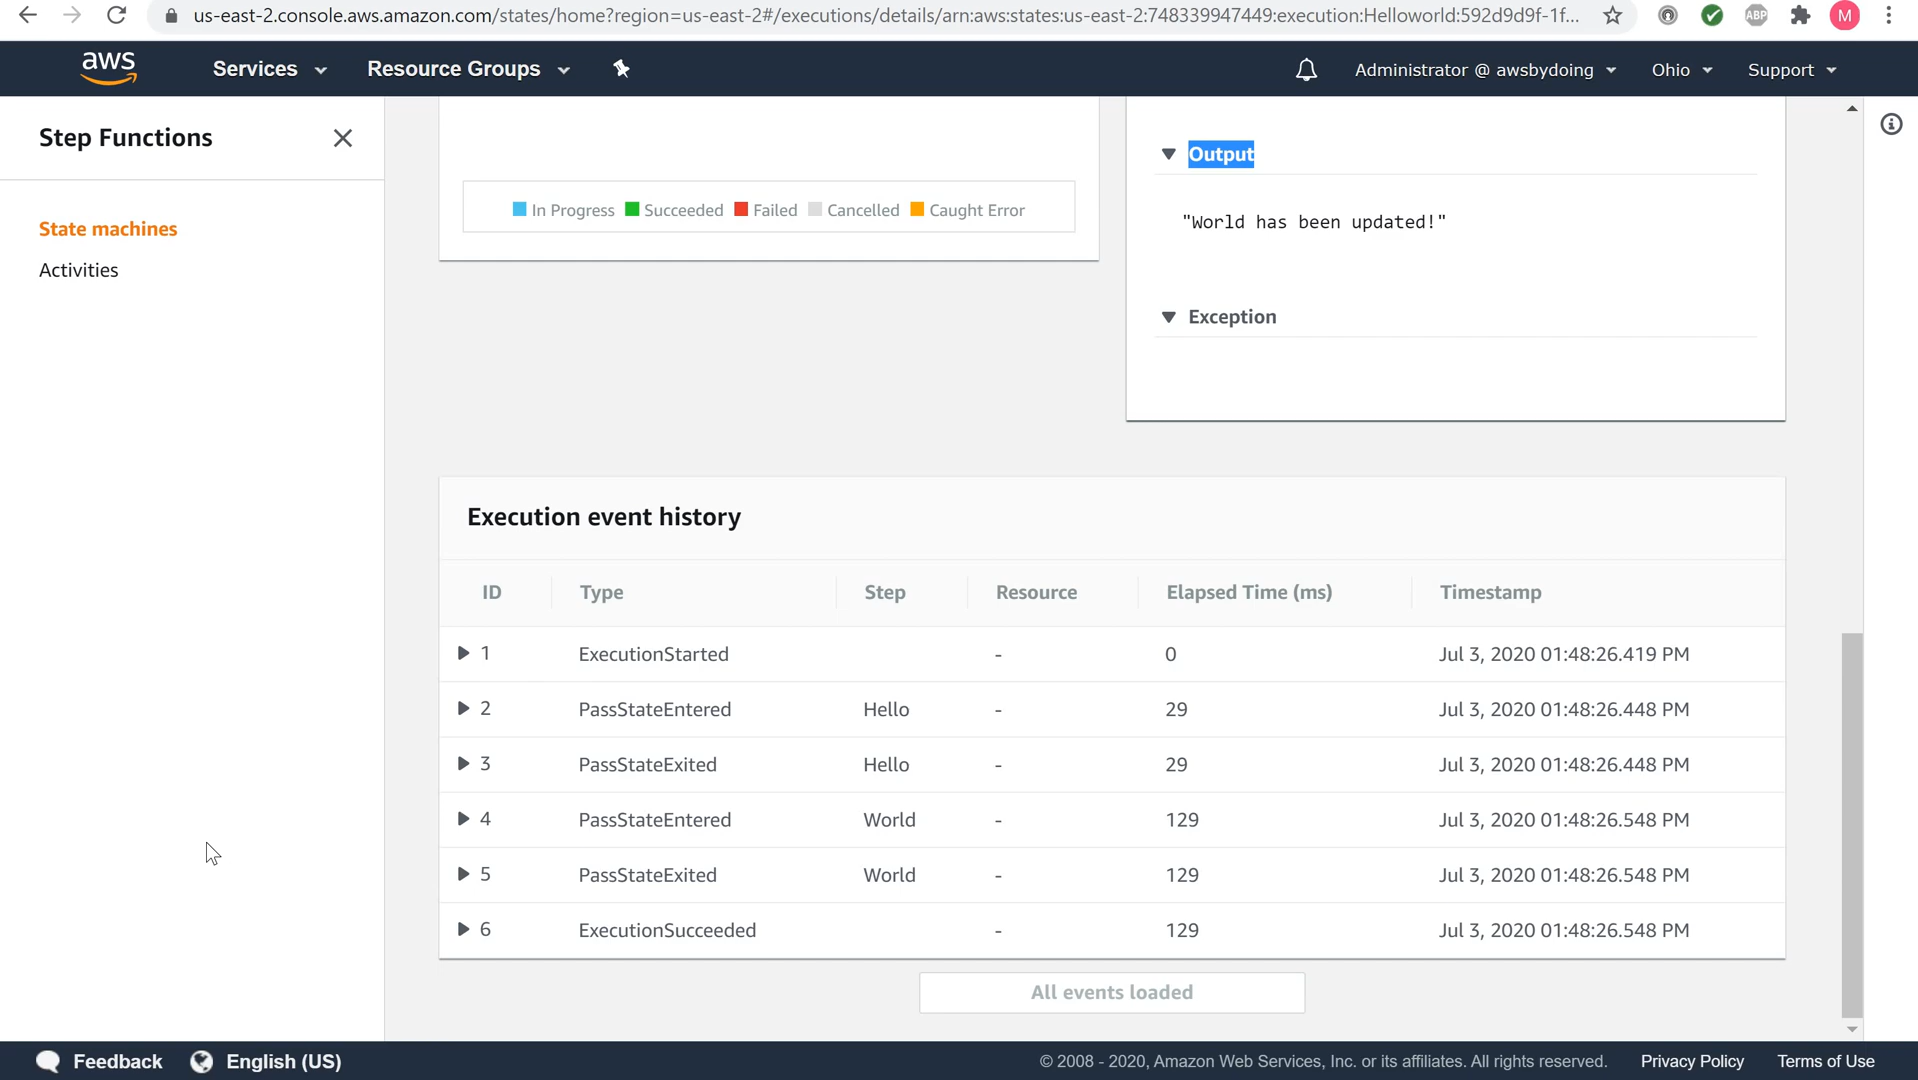 us-east-2.console.aws.amazon.com/states/home?region=us-east-2#/executions/details/arn:aws:states:us-east-2:748339947449:execution:Helloworld:592d9d9f-1f...
ABP
M
aws
Services
Resource Groups
Administrator @ awsbydoing
Ohio
Support
Step Functions
State machines
Activities
In Progress
Succeeded
Failed
Cancelled
Caught Error
Output
"World has been updated!"
Exception
Execution event history
ID Type Step Resource Elapsed Time (ms) Timestamp
1 ExecutionStarted - 0 Jul 3, 2020 01:48:26.419 PM
2 PassStateEntered Hello - 29 Jul 3, 2020 01:48:26.448 PM
3 PassStateExited Hello - 29 Jul 3, 2020 01:48:26.448 PM
4 PassStateEntered World - 129 Jul 3, 2020 01:48:26.548 PM
5 PassStateExited World - 129 Jul 3, 2020 01:48:26.548 PM
6 ExecutionSucceeded - 129 Jul 3, 2020 01:48:26.548 PM
All events loaded
Feedback
English (US)
© 2008 - 2020, Amazon Web Services, Inc. or its affiliates. All rights reserved.
Privacy Policy
Terms of Use